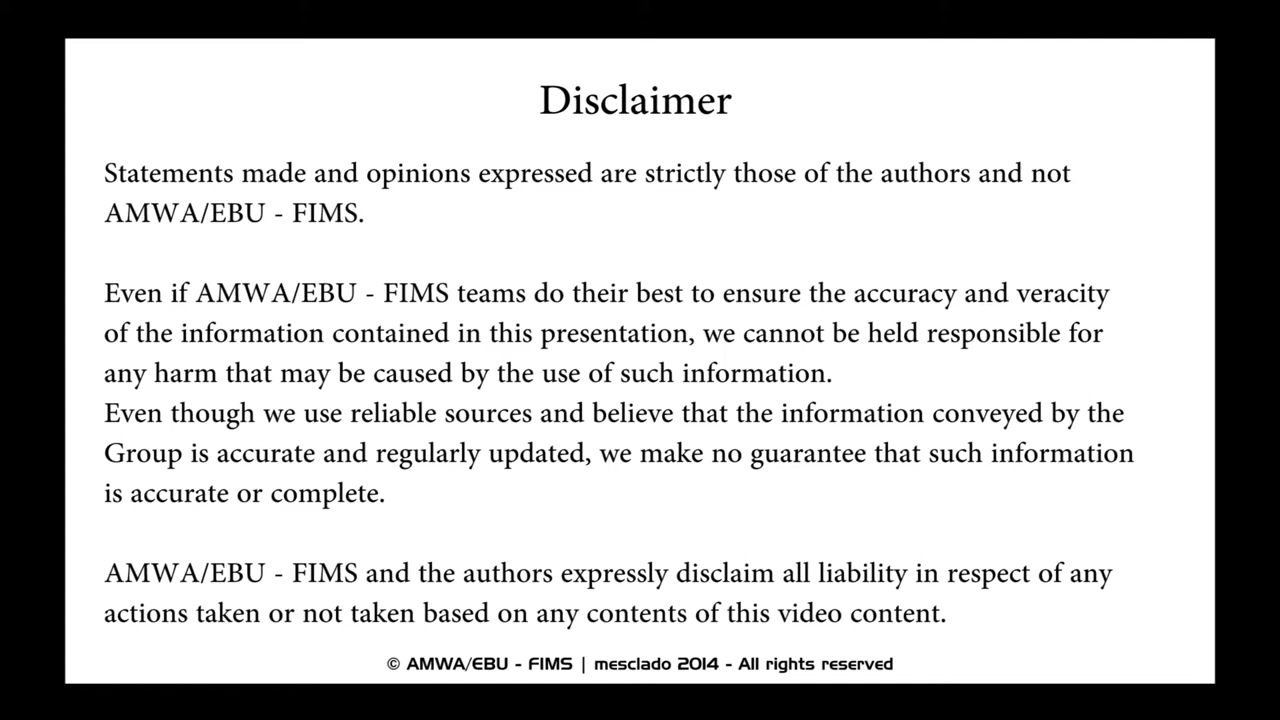 Disclaimer
Statements made and opinions expressed are strictly those of the authors and not
AMWA/EBU - FIMS.
Even if AMWA/EBU - FIMS teams do their best to ensure the accuracy and veracity
of the information contained in this presentation, we cannot be held responsible for
any harm that may be caused by the use of such information.
Even though we use reliable sources and believe that the information conveyed by the
Group is accurate and regularly updated, we make no guarantee that such information
is accurate or complete.
AMWA/EBU - FIMS and the authors expressly disclaim all liability in respect of any
actions taken or not taken based on any contents of this video content.
© AMWA/EBU - FIMS | mesclado 2014 - All rights reserved